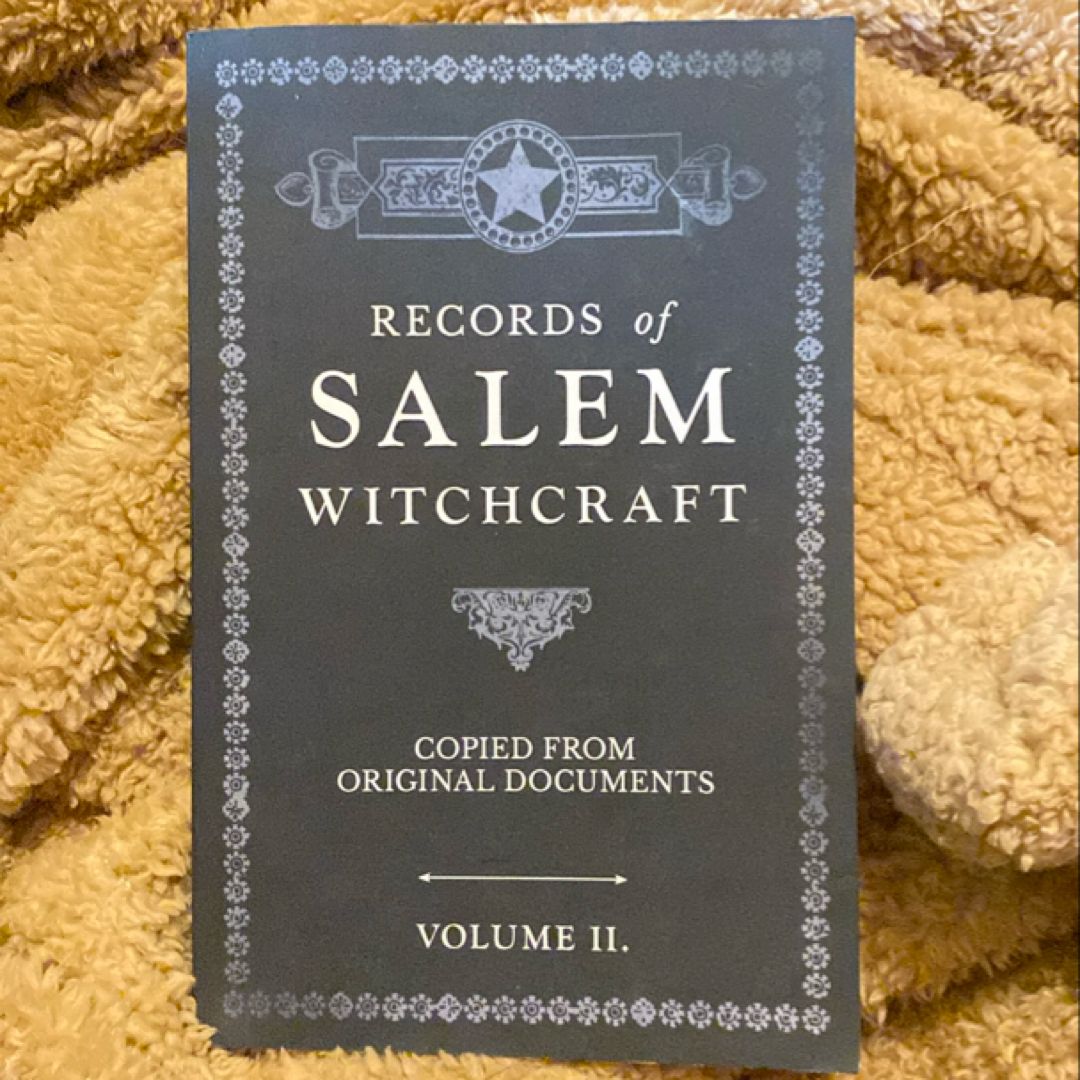 RECORDS of
SALEM
WITCHCRAFT
COPIED FROM
ORIGINAL DOCUMENTS
VOLUME II.